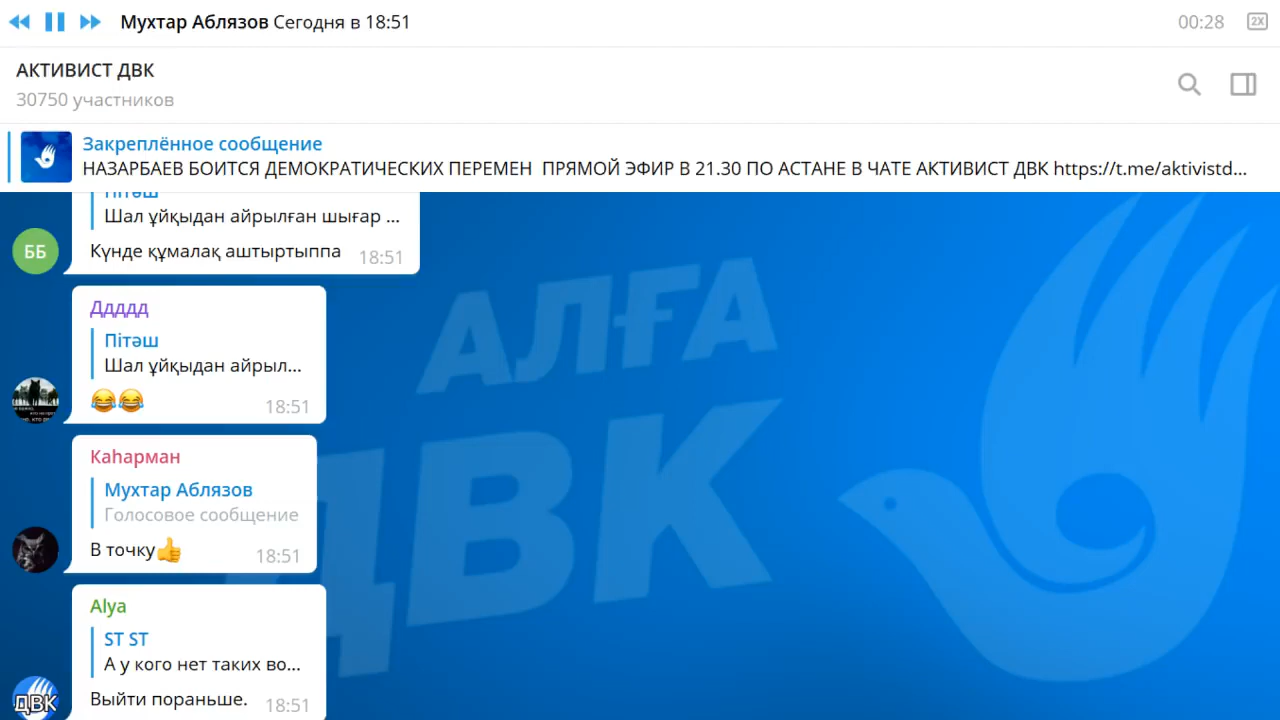 Мухтар Аблязов Сегодня в 18:51
00:28
2X
АКТИВИСТ ДВК
30750 участников
Закреплённое сообщение
НАЗАРБАЕВ БОИТСЯ ДЕМОКРАТИЧЕСКИХ ПЕРЕМЕН ПРЯМОЙ ЭФИР В 21.30 ПО АСТАНЕ В ЧАТЕ АКТИВИСТ ДВК https://t.me/aktivistd...
Пітәш
Шал ұйқыдан айрылған шығар ...
ББ
Күнде құмалақ аштыртыппа
18:51
Ддддд
Пітәш
Шал ұйқыдан айрыл...
18:51
Каһарман
Мухтар Аблязов
Голосовое сообщение
В точку
18:51
Alya
ST ST
А у кого нет таких во...
Выйти пораньше.
18:51
ДВК
АЛҒА
ДВК